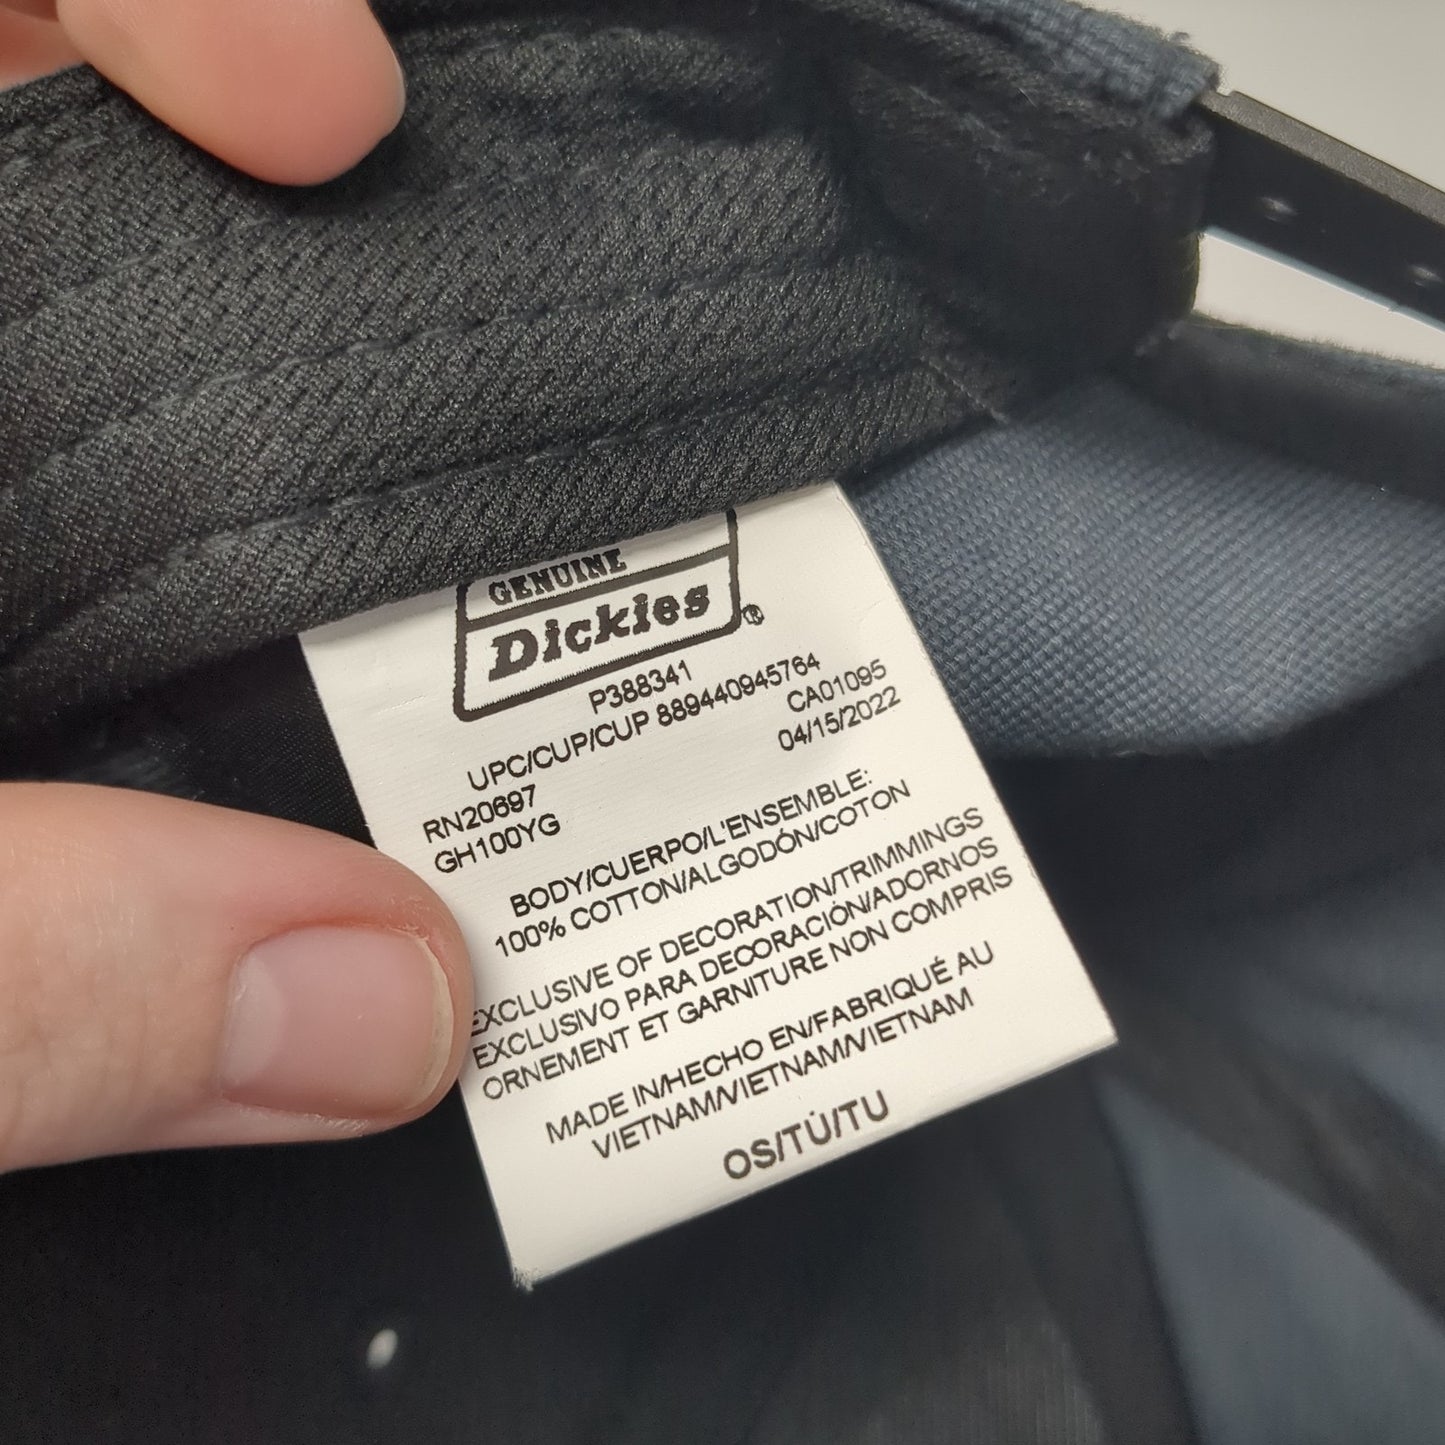 GENUINE
Dickies®
P388341
UPC/CUP/CUP 889440945764
RN20697 CA01095
GH100YG 04/15/2022
BODY/CUERPO/L'ENSEMBLE:
100% COTTON/ALGODÓN/COTON
EXCLUSIVE OF DECORATION/TRIMMINGS
EXCLUSIVO PARA DECORACIÓN/ADORNOS
ORNEMENT ET GARNITURE NON COMPRIS
MADE IN/HECHO EN/FABRIQUÉ AU
VIETNAM/VIETNAM/VIETNAM
OS/TÚ/TU